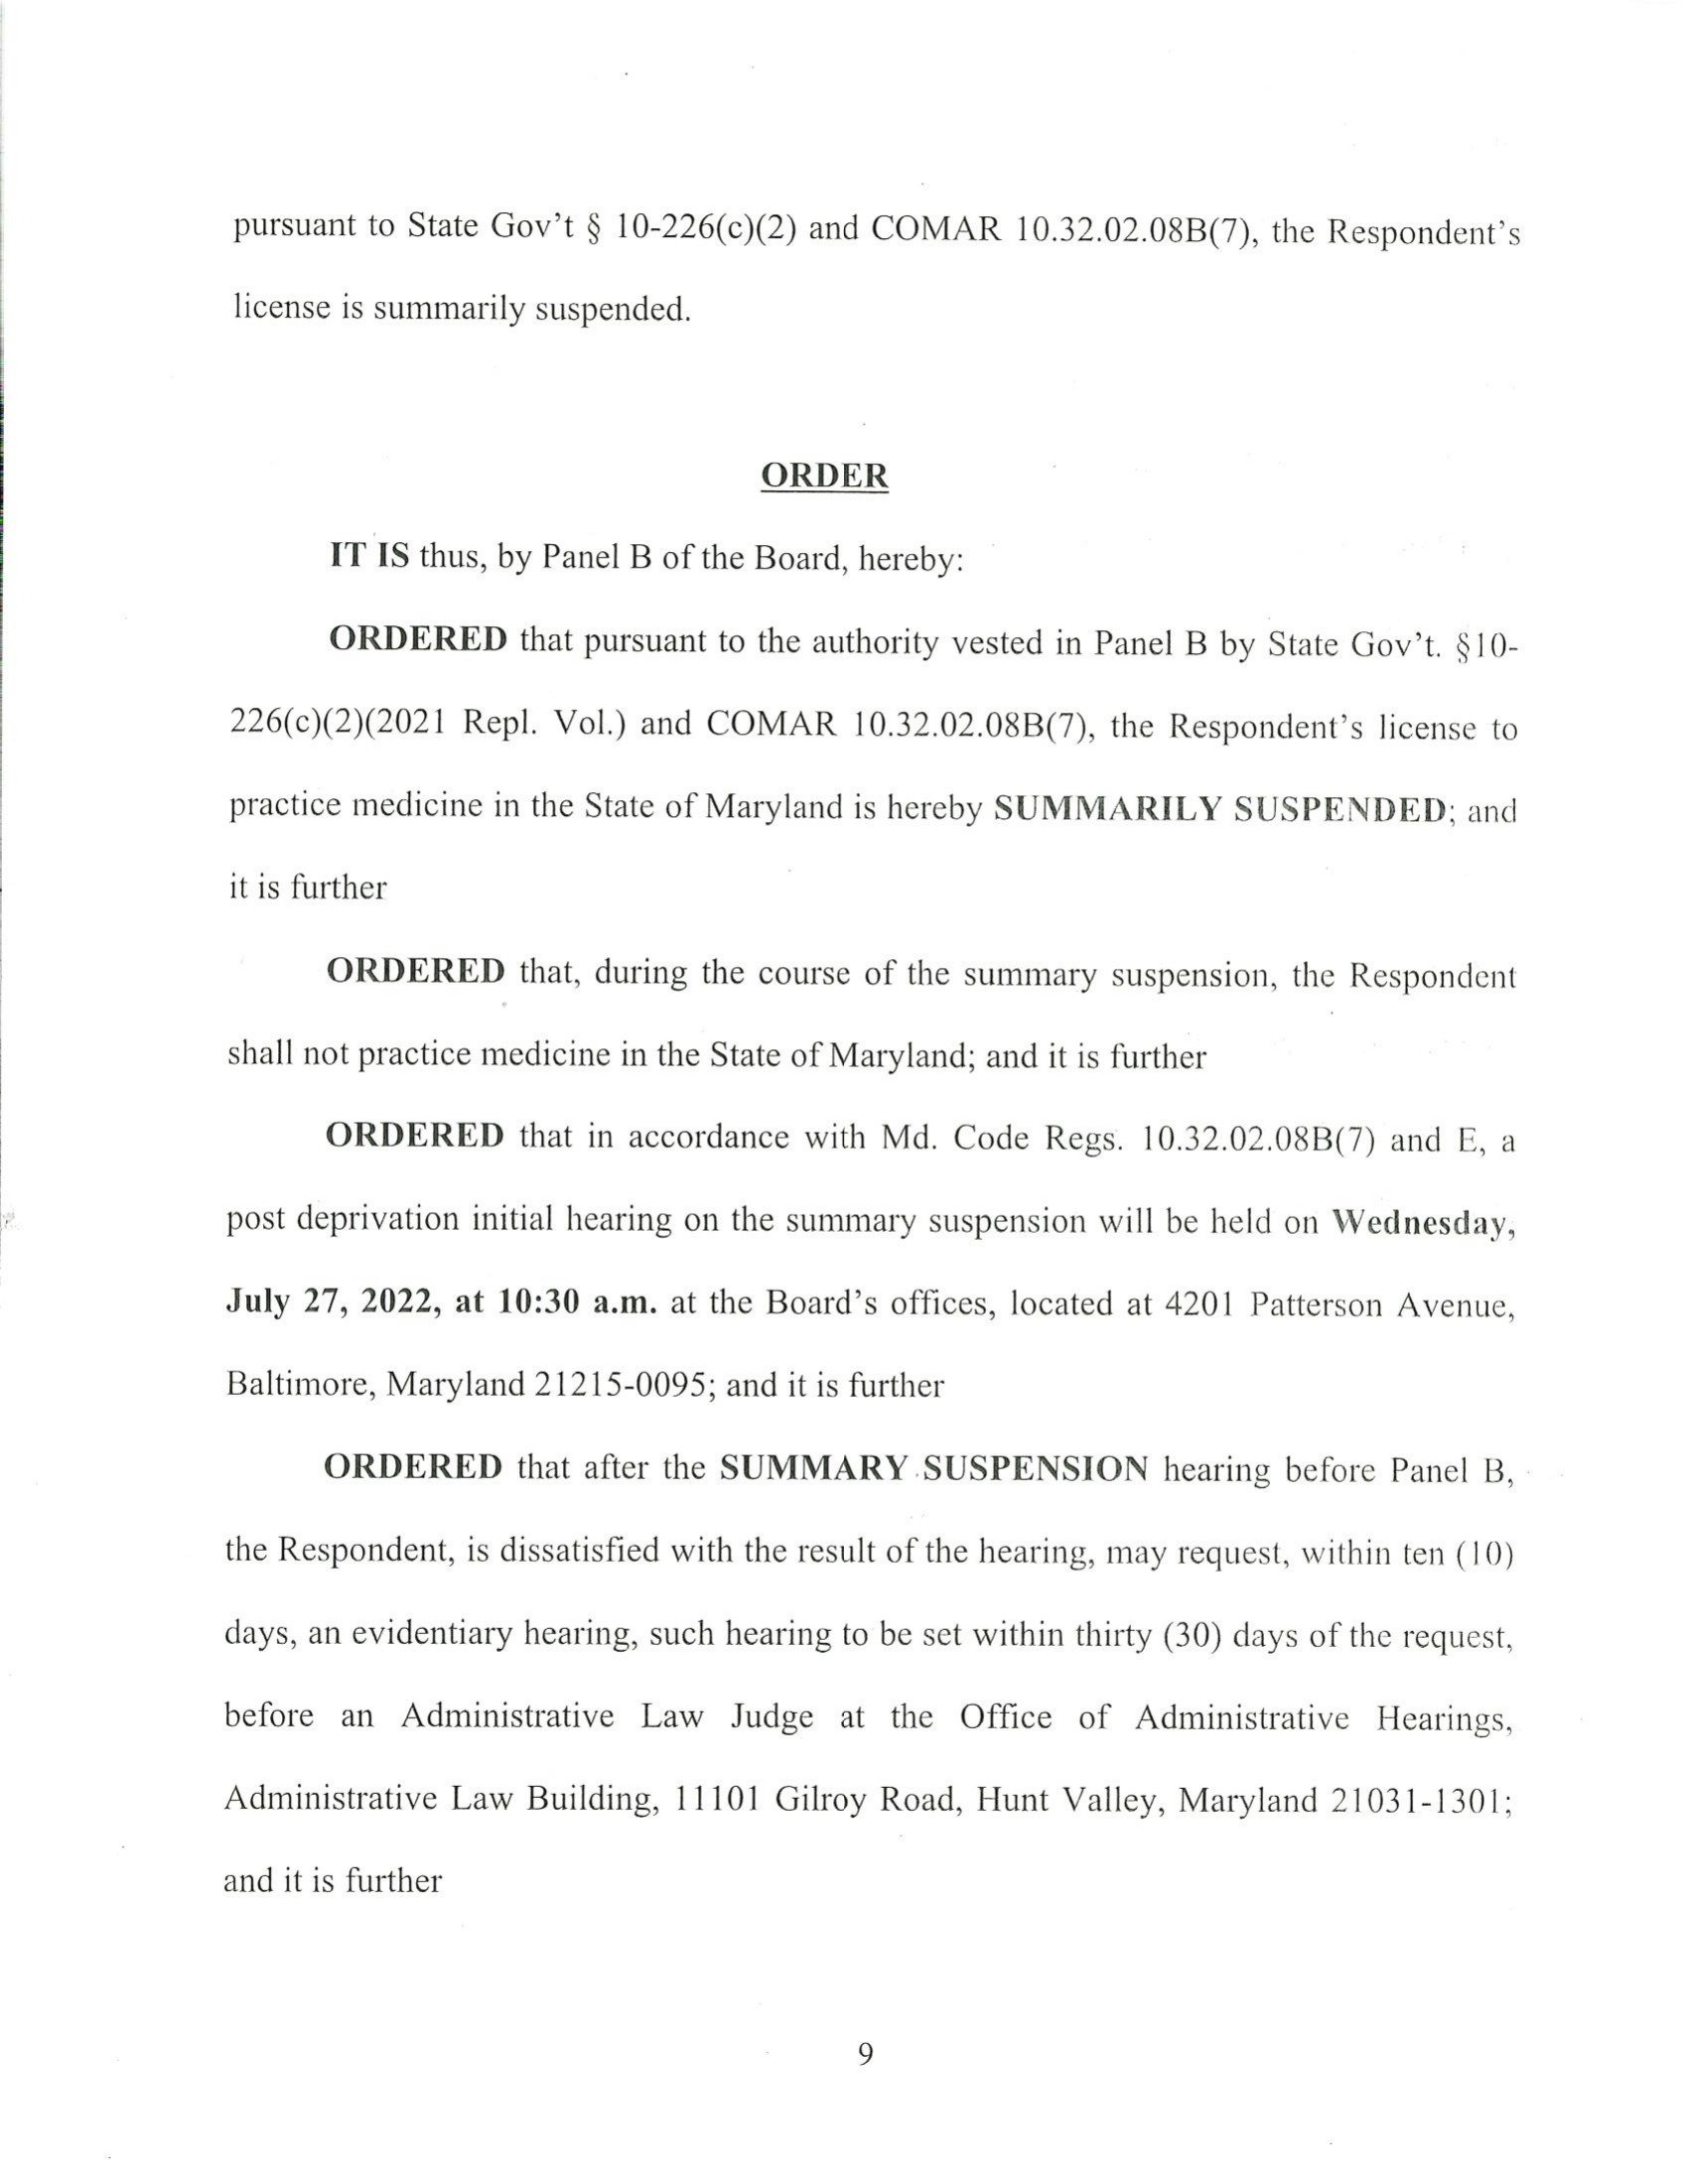 pursuant to State Gov't § 10-226(c)(2) and COMAR 10.32.02.08B(7), the Respondent's
license is summarily suspended.
ORDER
IT IS thus, by Panel B of the Board, hereby:
ORDERED that pursuant to the authority vested in Panel B by State Gov't. §10-
226(c)(2)(2021 Repl. Vol.) and COMAR 10.32.02.08B(7), the Respondent's license to
practice medicine in the State of Maryland is hereby SUMMARILY SUSPENDED; and
it is further
ORDERED that, during the course of the summary suspension, the Respondent
shall not practice medicine in the State of Maryland; and it is further
ORDERED that in accordance with Md. Code Regs. 10.32.02.08B(7) and E, a
post deprivation initial hearing on the summary suspension will be held on Wednesday,
July 27, 2022, at 10:30 a.m. at the Board's offices, located at 4201 Patterson Avenue,
Baltimore, Maryland 21215-0095; and it is further
ORDERED that after the SUMMARY SUSPENSION hearing before Panel B,
the Respondent, is dissatisfied with the result of the hearing, may request, within ten (10)
days, an evidentiary hearing, such hearing to be set within thirty (30) days of the request,
before an Administrative Law Judge at the Office of Administrative Hearings,
Administrative Law Building, 11101 Gilroy Road, Hunt Valley, Maryland 21031-1301;
and it is further
9